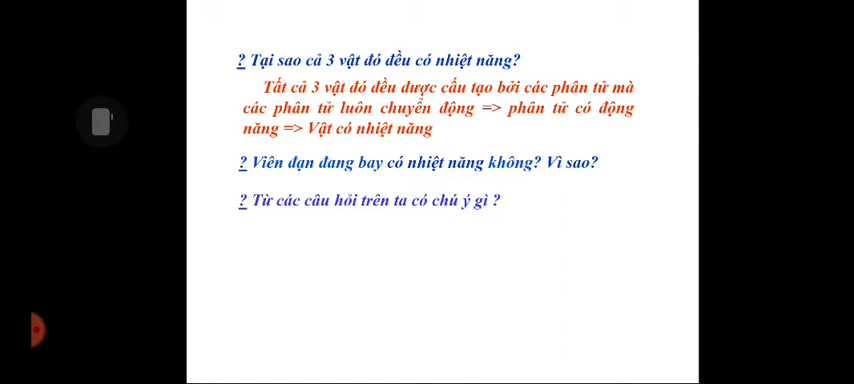 ? Tại sao cả 3 vật đó đều có nhiệt năng?
Tất cả 3 vật đó đều được cấu tạo bởi các phân tử mà
các phân tử luôn chuyển động => phân tử có động
năng => Vật có nhiệt năng
? Viên đạn đang bay có nhiệt năng không? Vì sao?
? Từ các câu hỏi trên ta có chú ý gì ?